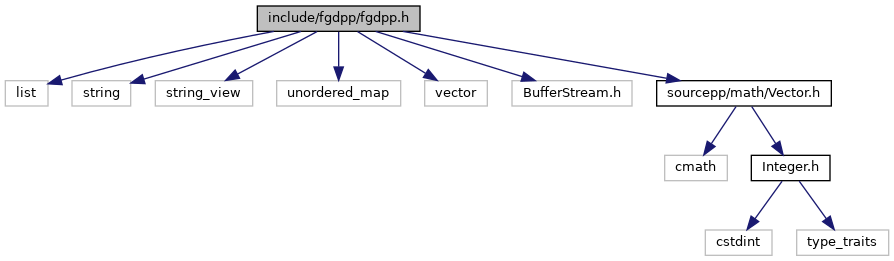 include/fgdpp/fgdpp.h
list
string
string_view
unordered_map
vector
BufferStream.h
sourcepp/math/Vector.h
cmath
Integer.h
cstdint
type_traits